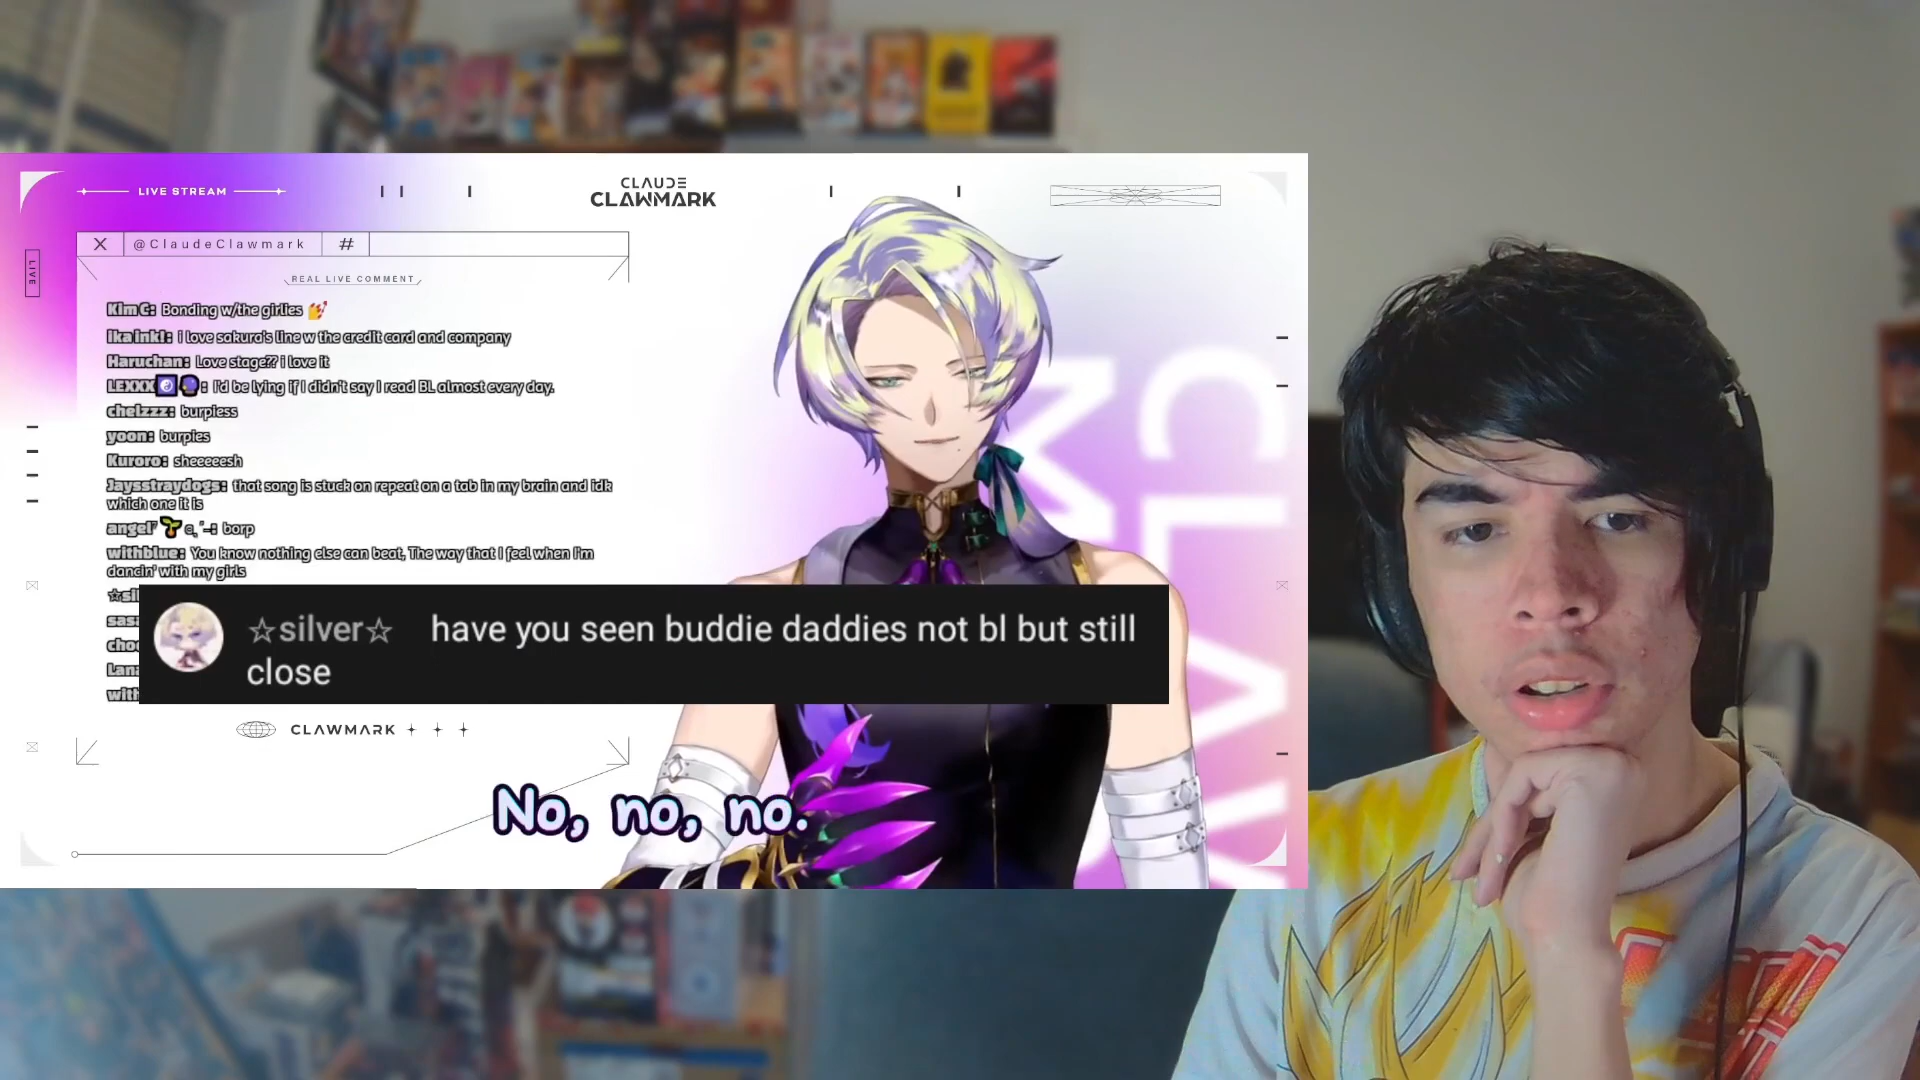 LIVE STREAM
CLAUDE
CLAWMARK
LIVE
X @ClaudeClawmark #
REAL LIVE COMMENT
KimC: Bonding w/the girlies 💅
ika ink!: i love sakura's line w the credit card and company
Haruchan: Love stage?? i love it
LEXXX☯️🔮: I'd be lying if I didn't say I read BL almost every day.
chelzzz: burpiess
yoon: burpies
Kuroro: sheeeeesh
Jaysstraydogs: that song is stuck on repeat on a tab in my brain and idk
which one it is
borp
withblue: You know nothing else can beat, The way that I feel when I'm
dancin' with my girls
☆silver☆ have you seen buddie daddies not bl but still
close
CLAWMARK
No, no, no.